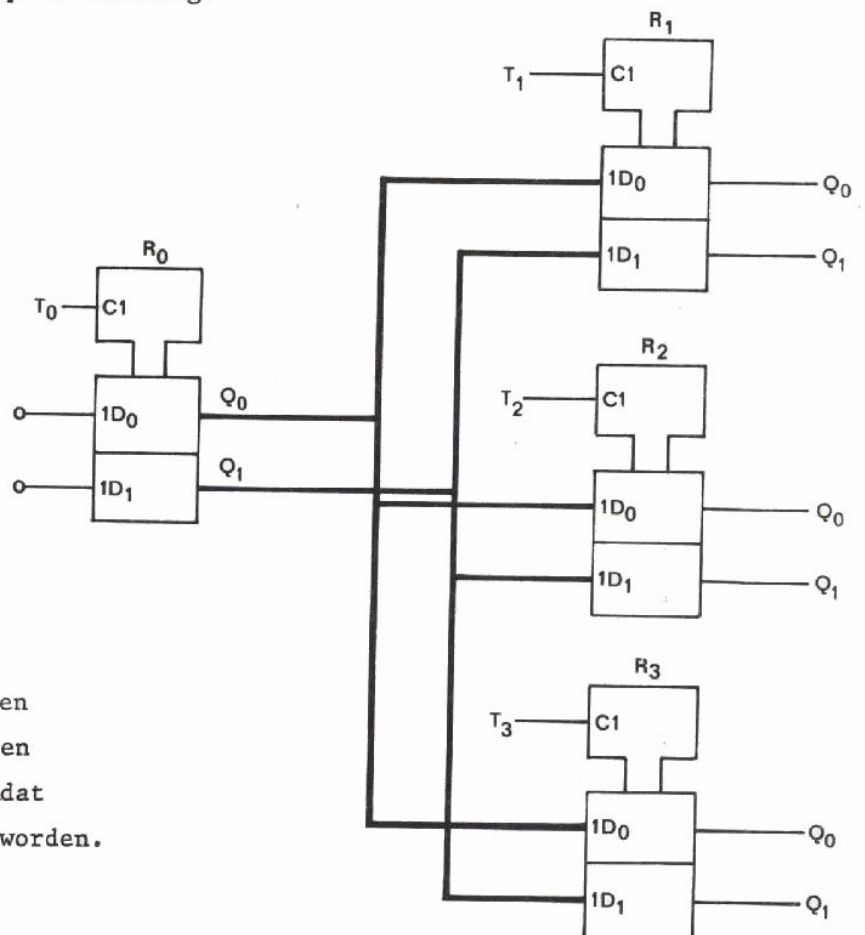 R1
T1 C1
1D0 Q0
1D1 Q1
R0
T0 C1
1D0 Q0
1D1 Q1
R2
T2 C1
1D0 Q0
1D1 Q1
R3
T3 C1
1D0 Q0
1D1 Q1
en
en
dat
worden.